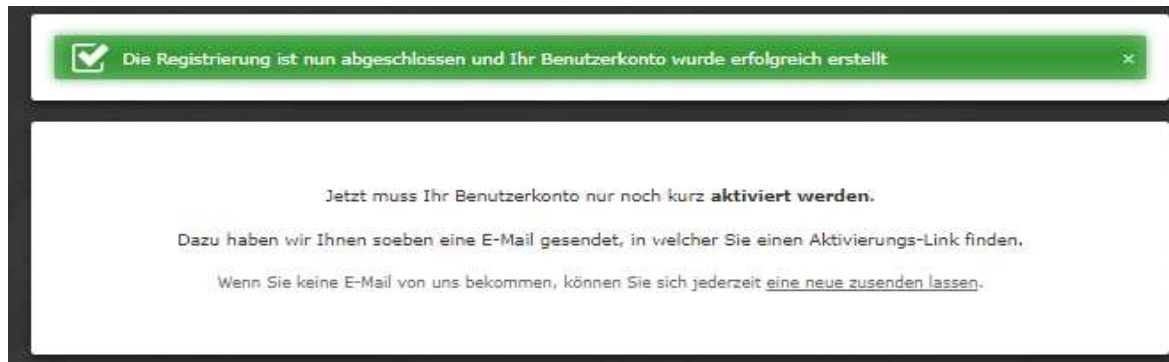 Die Registrierung ist nun abgeschlossen und Ihr Benutzerkonto wurde erfolgreich erstellt ×
Jetzt muss Ihr Benutzerkonto nur noch kurz aktiviert werden.
Dazu haben wir Ihnen soeben eine E-Mail gesendet, in welcher Sie einen Aktivierungs-Link finden.
Wenn Sie keine E-Mail von uns bekommen, können Sie sich jederzeit eine neue zusenden lassen.